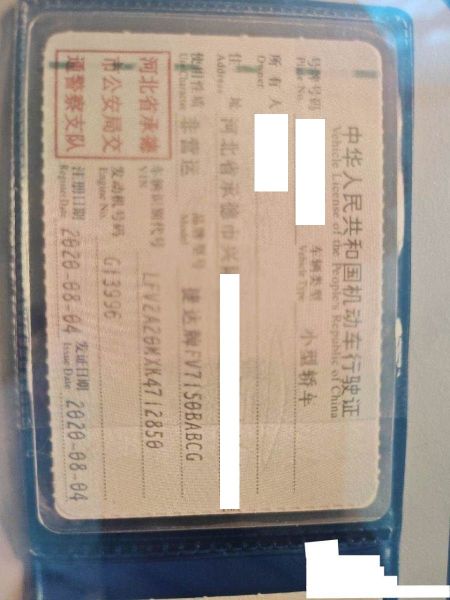 中华人民共和国机动车行驶证
Vehicle License of the People's Republic of China
号牌号码 车辆类型 小型轿车
Plate No. Vehicle Type
所有人
Owner
住址 河北省承德市兴
Address
使用性质 非营运 品牌型号 捷达牌FV7150BABCG
Use Character Model
河北省承德
市公安局交
通警察支队
车辆识别代号 LFV2A20KXK4712850
VIN
发动机号码 G13996
Engine No.
注册日期 2020-08-04 发证日期 2020-08-04
Register Date Issue Date